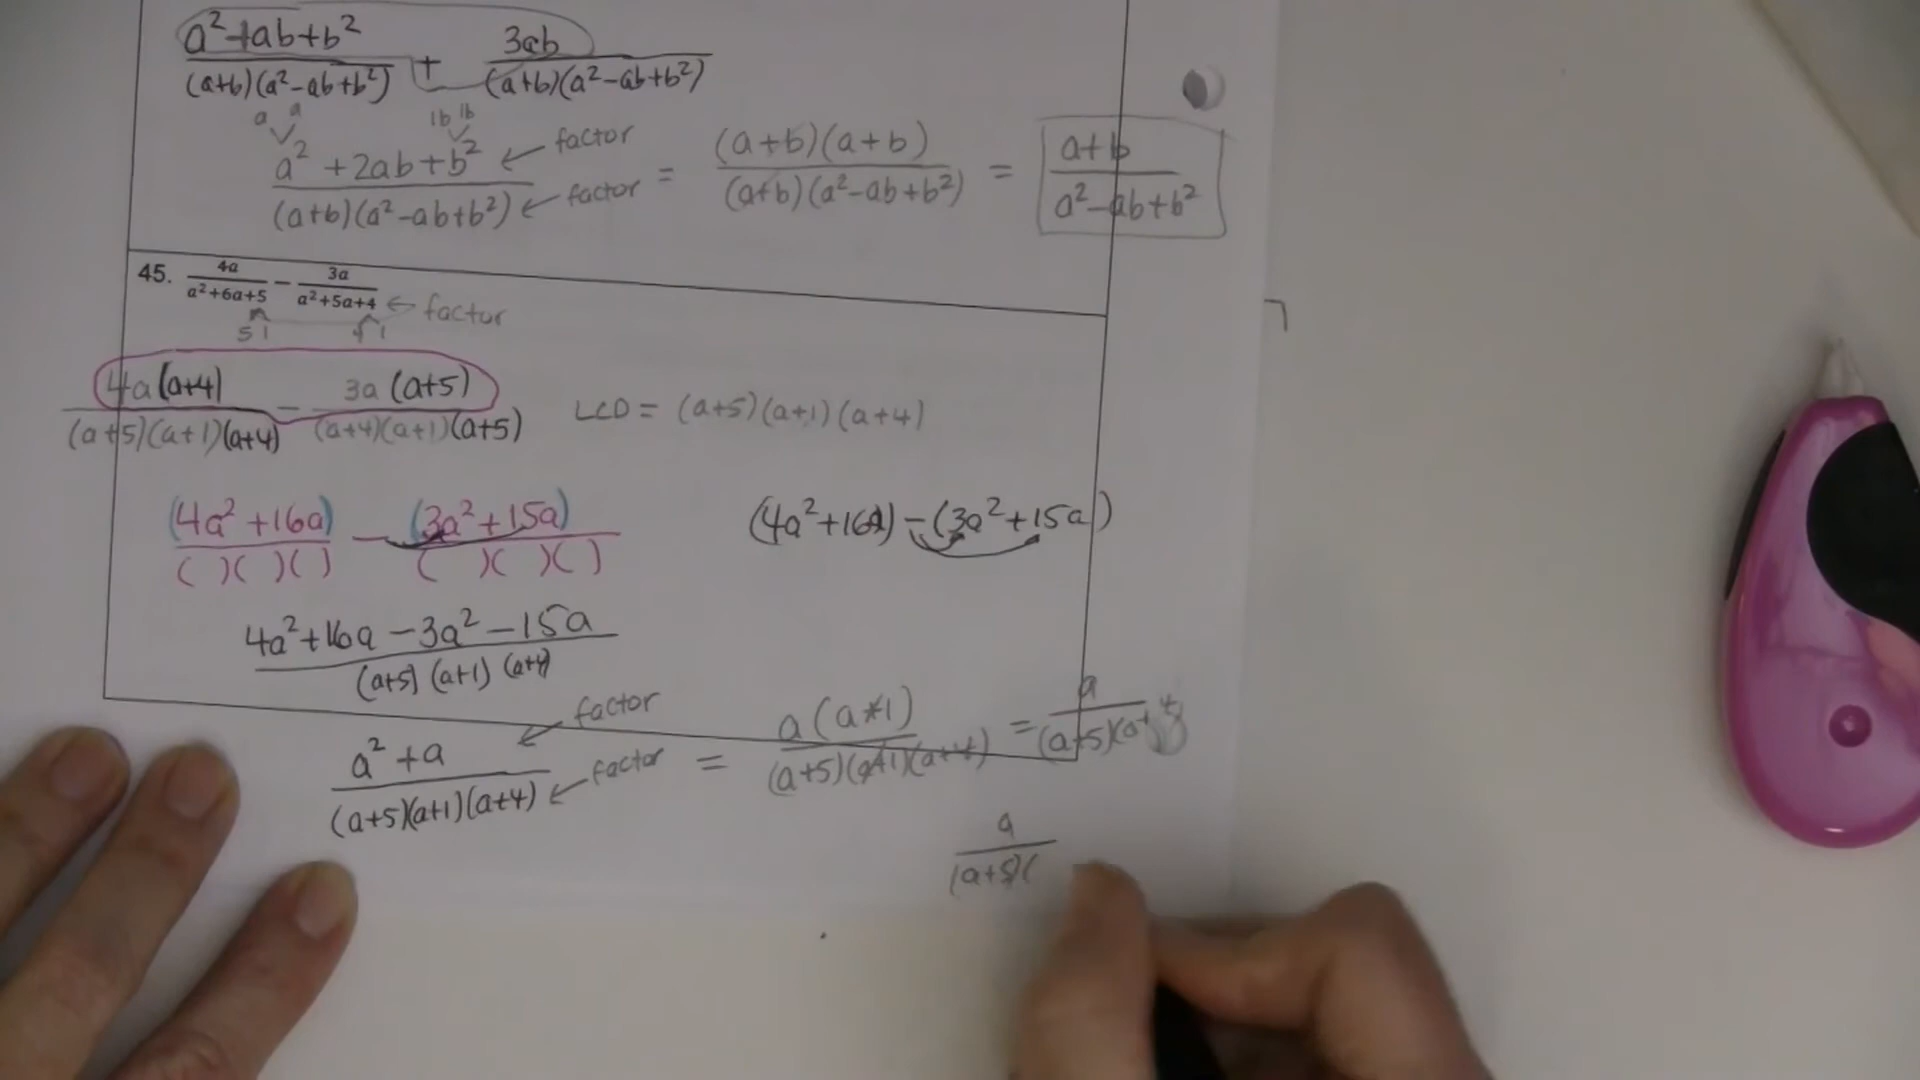 a²+ab+b² / (a+b)(a²-ab+b²) + 3ab / (a+b)(a²-ab+b²)
a a 1b 1b
a²+2ab+b² / (a+b)(a²-ab+b²) ← factor ← factor = (a+b)(a+b) / (a+b)(a²-ab+b²) = a+b / a²-ab+b²
45. 4a / a²+6a+5 - 3a / a²+5a+4 ← factor
5 1 1
4a(a+4) / (a+5)(a+1)(a+4) - 3a(a+5) / (a+4)(a+1)(a+5) LCD = (a+5)(a+1)(a+4)
(4a²+16a) / ( )( )( ) - (3a²+15a) / ( )( )( ) (4a²+16a)-(3a²+15a)
4a²+16a-3a²-15a / (a+5)(a+1)(a+4)
a²+a / (a+5)(a+1)(a+4) ← factor ← factor = a(a+1) / (a+5)(a+1)(a+4) = a / (a+5)(a+4
a / (a+5)(